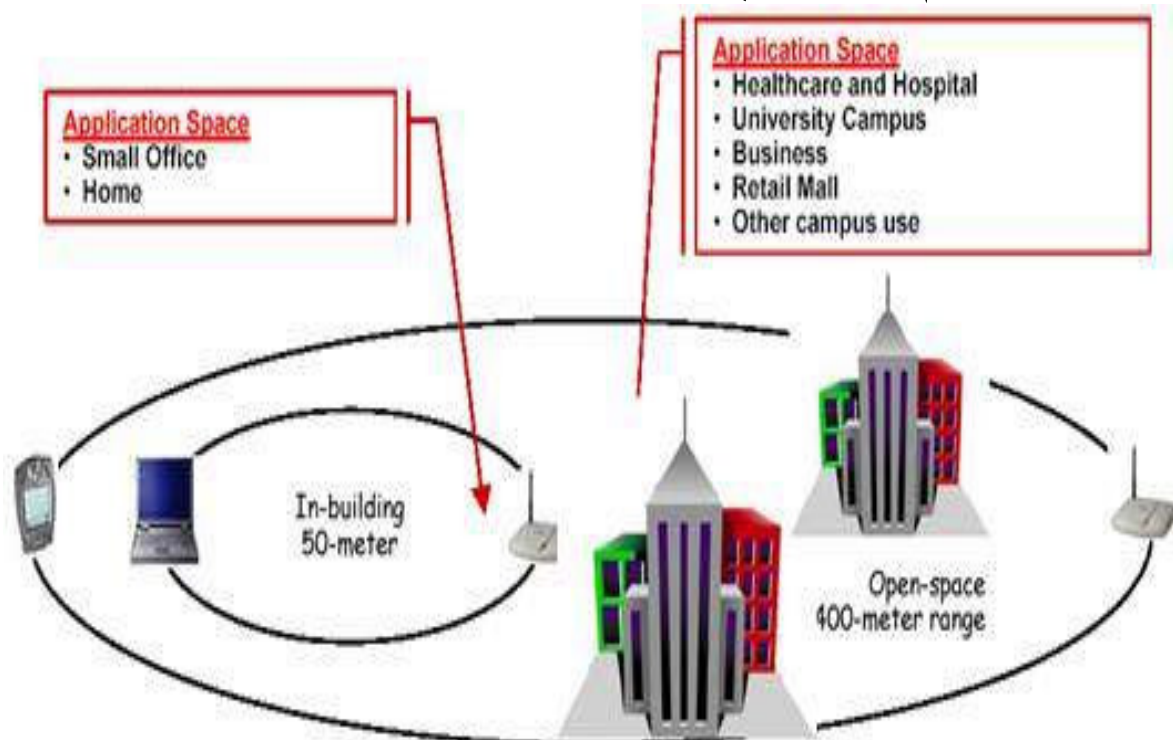 Application Space
• Small Office
• Home
Application Space
• Healthcare and Hospital
• University Campus
• Business
• Retail Mall
• Other campus use
In-building
50-meter
Open-space
400-meter range